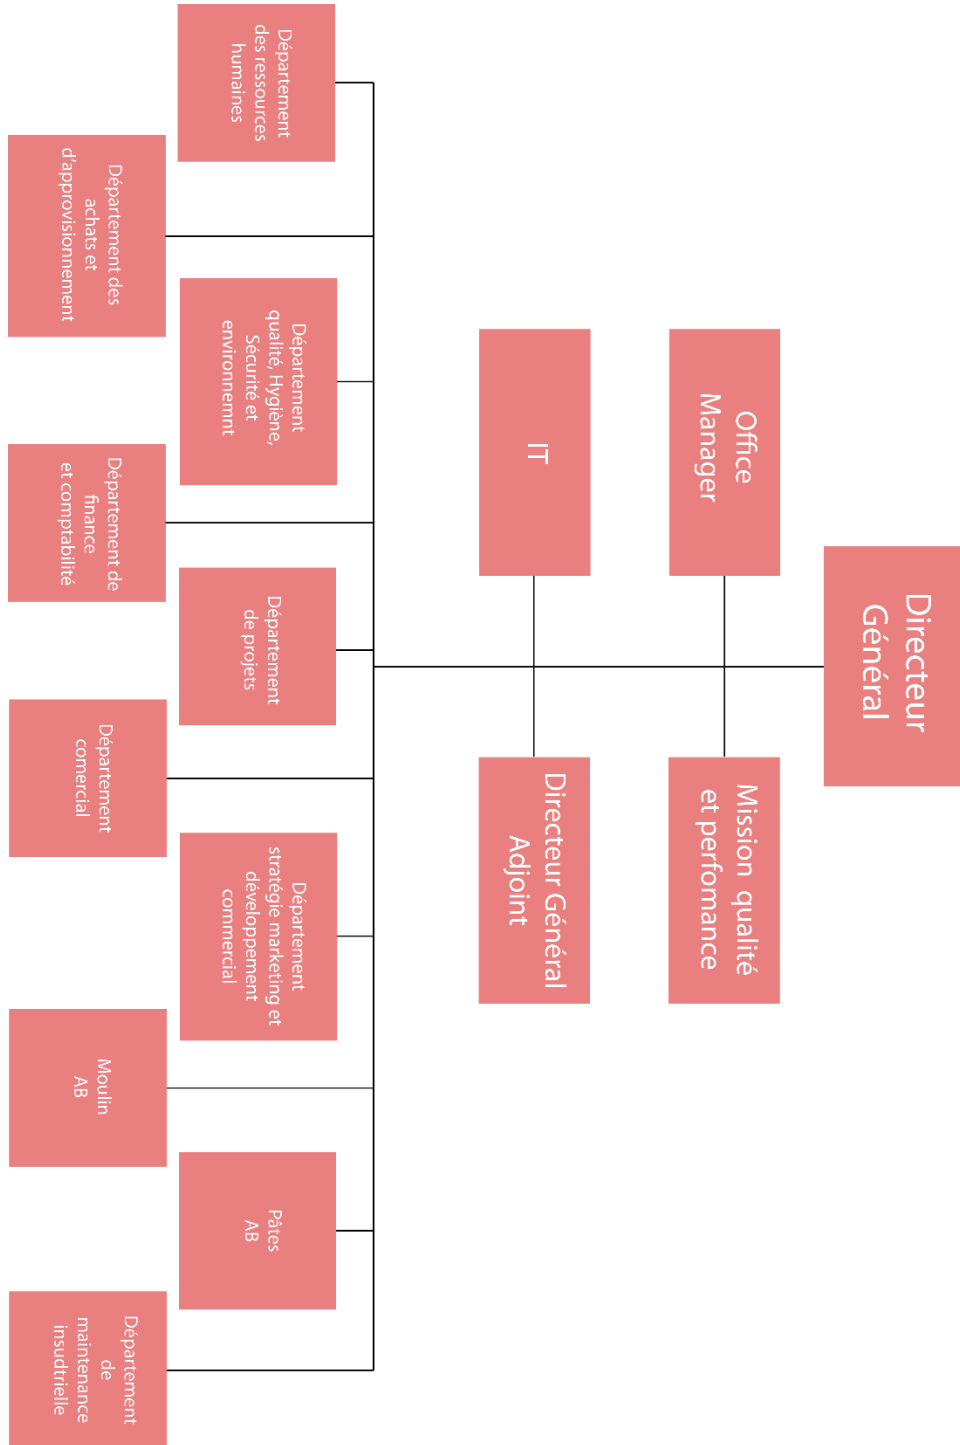 Directeur
Général
Office
Manager
Mission qualité
et perfomance
IT
Directeur Général
Adjoint
Département
des ressources
humaines
Département des
achats et
d'approvisionnement
Département
qualité, Hygiène,
Sécurité et
environnemnt
Département de
finance
et comptabilité
Département
de projets
Département
comercial
Département
stratégie marketing et
développement
commercial
Moulin
AB
Pâtes
AB
Département
de
maintenance
insudtrielle